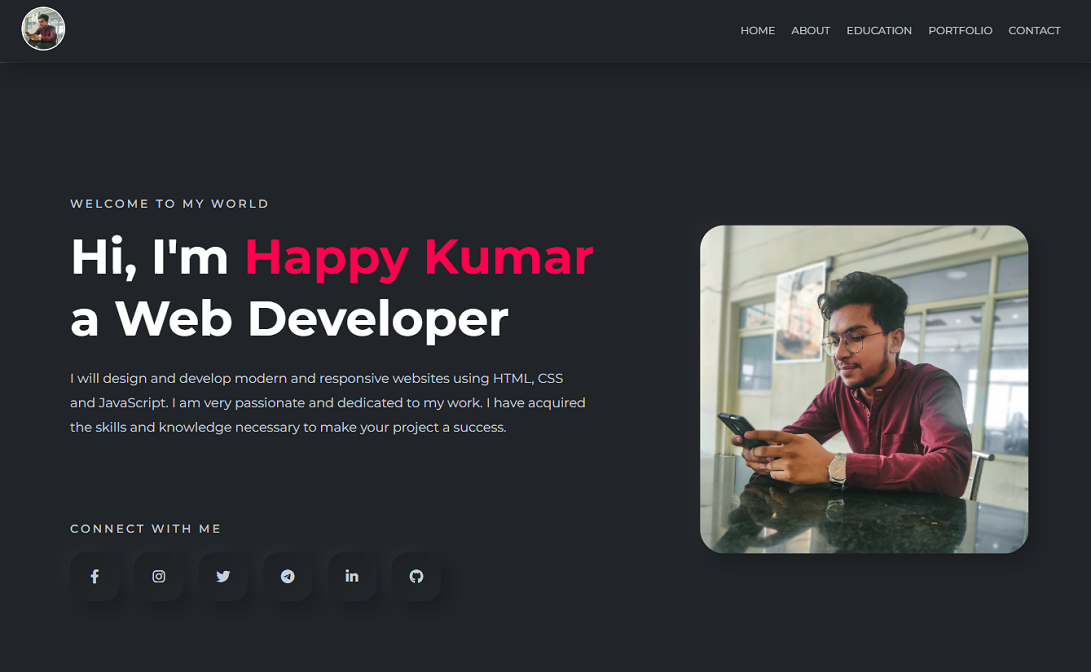 HOME ABOUT EDUCATION PORTFOLIO CONTACT
WELCOME TO MY WORLD
Hi, I'm Happy Kumar
a Web Developer
I will design and develop modern and responsive websites using HTML, CSS
and JavaScript. I am very passionate and dedicated to my work. I have acquired
the skills and knowledge necessary to make your project a success.
CONNECT WITH ME